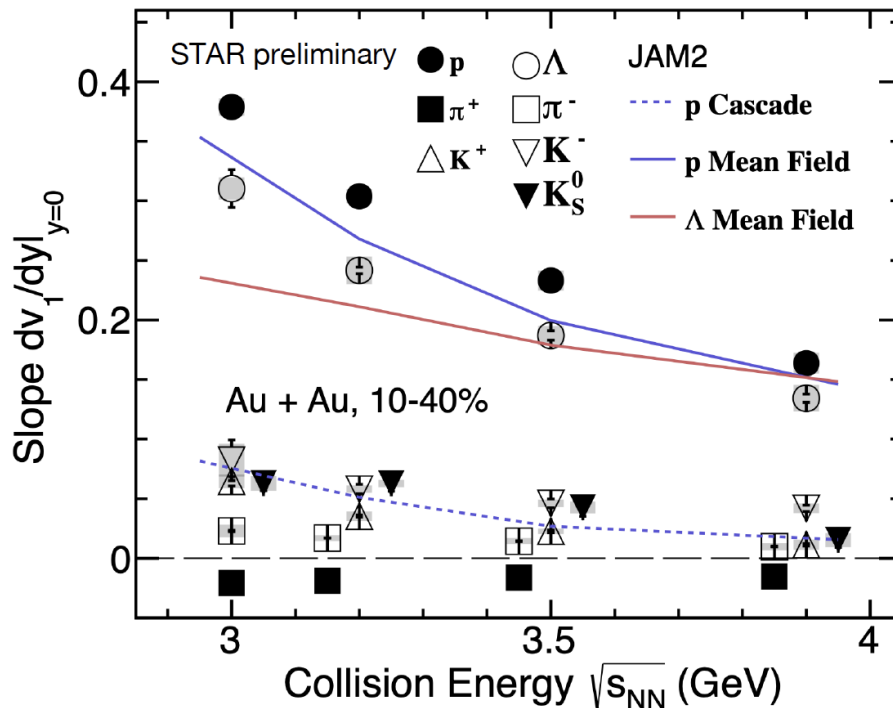 STAR preliminary
p
Λ
JAM2
π+
π-
p Cascade
K+
K-
p Mean Field
K0S
Λ Mean Field
0.4
0.2
0
Slope dv1/dy|y=0
Au + Au, 10-40%
3
3.5
4
Collision Energy √sNN (GeV)